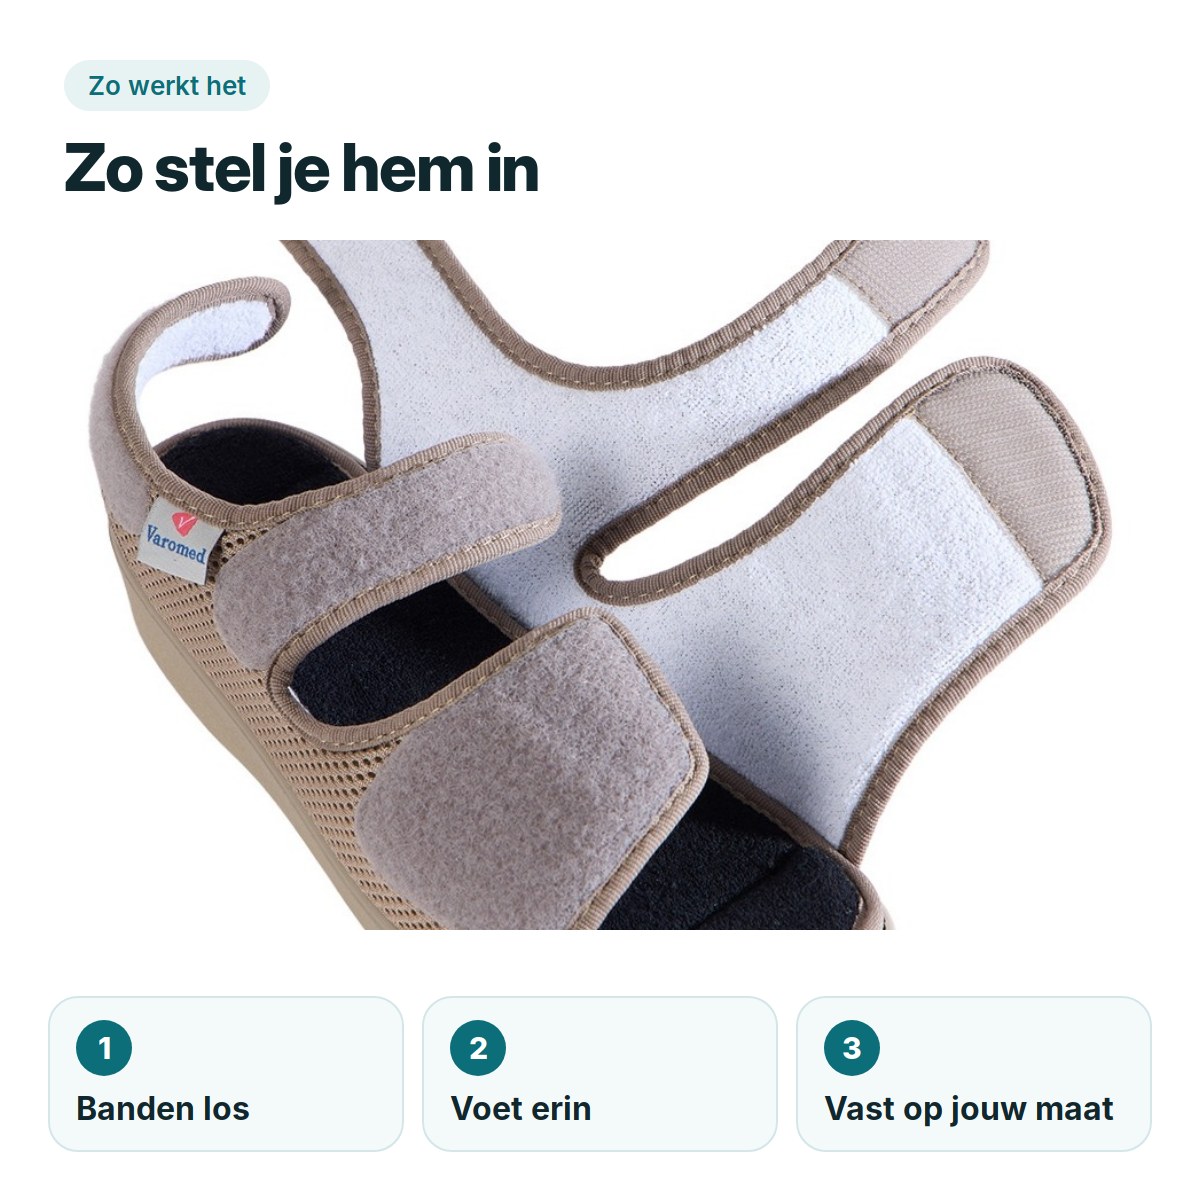 Zo werkt het
Zo stel je hem in
V
Varomed
1
Banden los
2
Voet erin
3
Vast op jouw maat